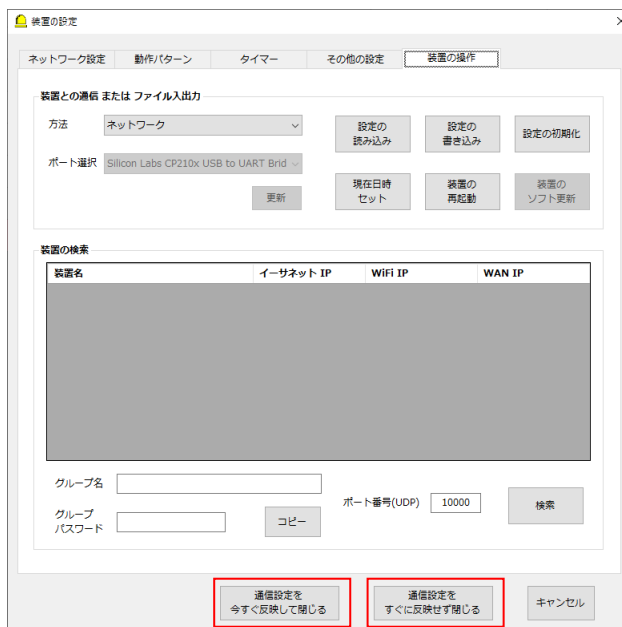 装置の設定
ネットワーク設定 動作パターン タイマー その他の設定 装置の操作
装置との通信 または ファイル入出力
方法 ネットワーク
ポート選択 Silicon Labs CP210x USB to UART Brid
更新
設定の
読み込み
設定の
書き込み
設定の初期化
現在日時
セット
装置の
再起動
装置の
ソフト更新
装置の検索
装置名 イーサネット IP WiFi IP WAN IP
グループ名
グループ
パスワード
コピー
ポート番号(UDP) 10000
検索
通信設定を
今すぐ反映して閉じる
通信設定を
すぐに反映せず閉じる
キャンセル